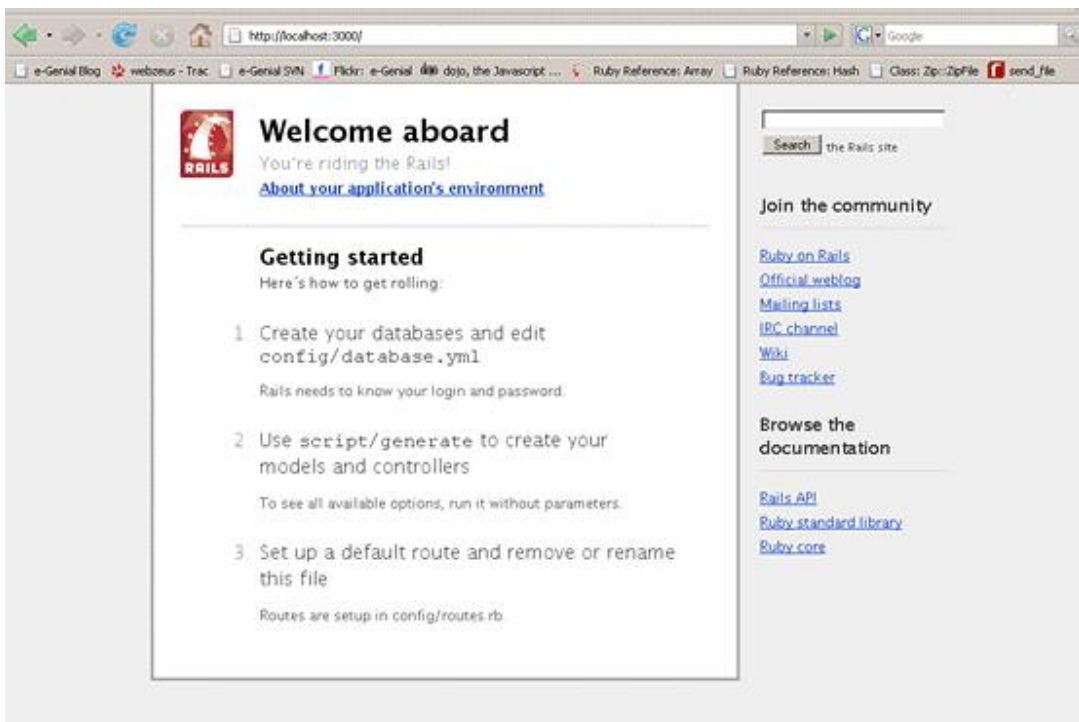 http://localhost:3000/
Google
e-Genial Blog webzeus - Trac e-Genial SVN Flickr: e-Genial dojo, the Javascript ... Ruby Reference: Array Ruby Reference: Hash Class: Zip::ZipFile send_file
RAILS
Welcome aboard
You're riding the Rails!
About your application's environment
Getting started
Here's how to get rolling:
1 Create your databases and edit
config/database.yml
Rails needs to know your login and password.
2 Use script/generate to create your
models and controllers
To see all available options, run it without parameters.
3 Set up a default route and remove or rename
this file
Routes are setup in config/routes.rb.
Search the Rails site
Join the community
Ruby on Rails
Official weblog
Mailing lists
IRC channel
Wiki
Bug tracker
Browse the
documentation
Rails API
Ruby standard library
Ruby core